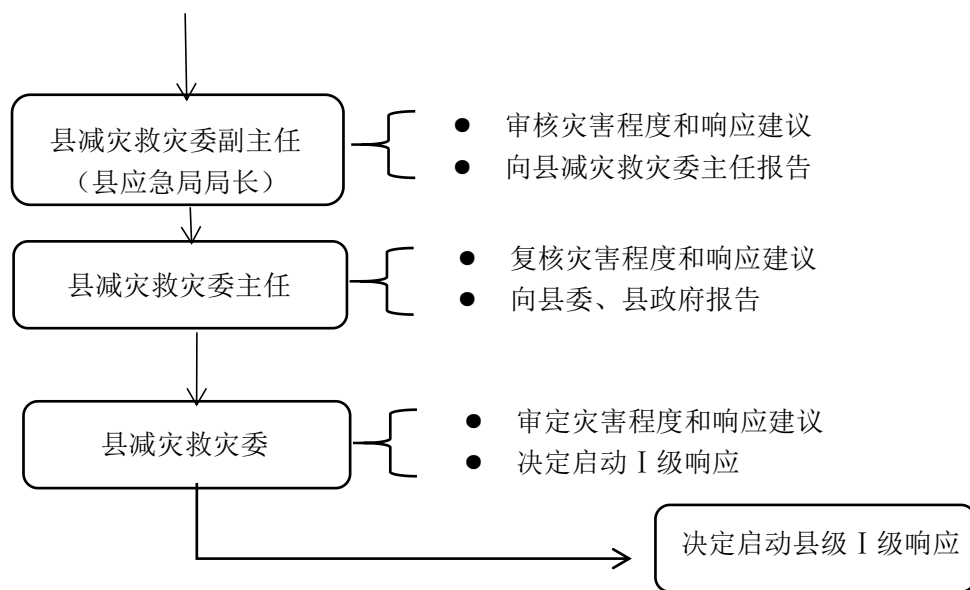 县减灾救灾委副主任
（县应急局局长）
● 审核灾害程度和响应建议
● 向县减灾救灾委主任报告
县减灾救灾委主任
● 复核灾害程度和响应建议
● 向县委、县政府报告
县减灾救灾委
● 审定灾害程度和响应建议
● 决定启动Ⅰ级响应
决定启动县级Ⅰ级响应